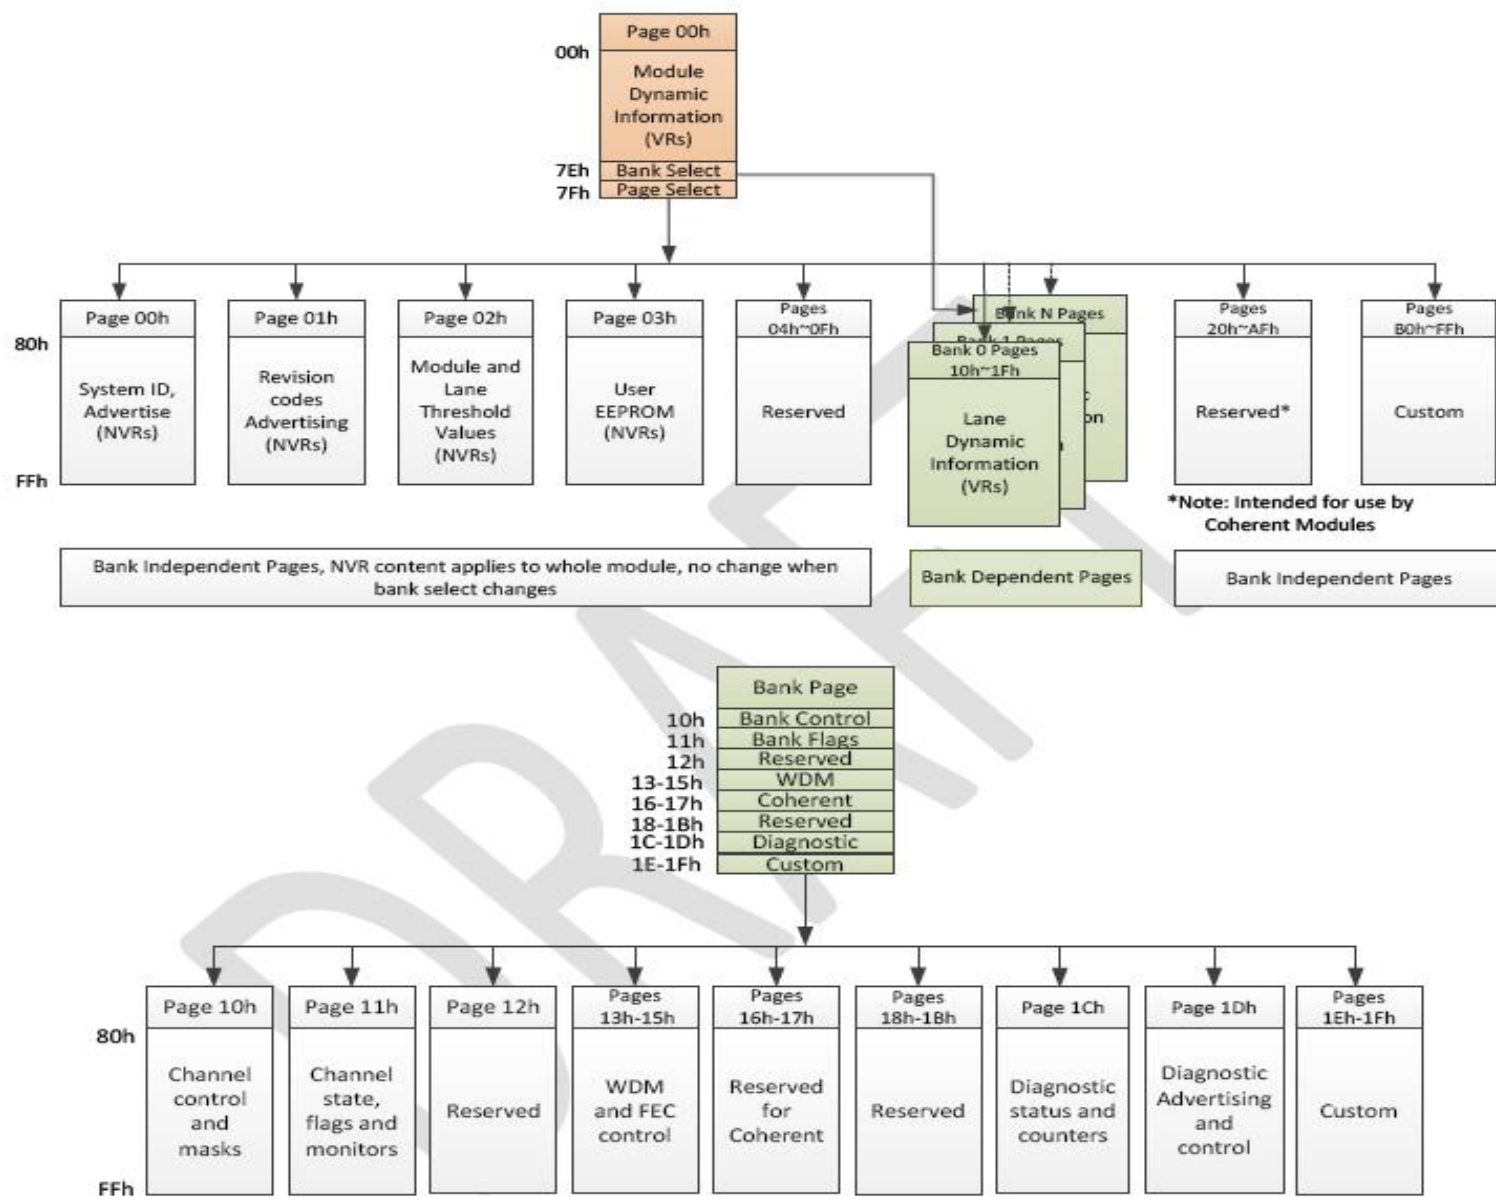 Page 00h
00h
Module
Dynamic
Information
(VRs)
7Eh
Bank Select
7Fh
Page Select
Page 00h
Page 01h
Page 02h
Page 03h
Pages
04h~0Fh
Bank N Pages
Bank 1 Pages
Bank 0 Pages
10h~1Fh
Pages
20h~AFh
Pages
B0h~FFh
80h
System ID,
Advertise
(NVRs)
Revision
codes
Advertising
(NVRs)
Module and
Lane
Threshold
Values
(NVRs)
User
EEPROM
(NVRs)
Reserved
Lane
Dynamic
Information
(VRs)
c
on
Reserved*
Custom
FFh
*Note: Intended for use by
Coherent Modules
Bank Independent Pages, NVR content applies to whole module, no change when
bank select changes
Bank Dependent Pages
Bank Independent Pages
DRAFT
Bank Page
10h
Bank Control
11h
Bank Flags
12h
Reserved
13-15h
WDM
16-17h
Coherent
18-1Bh
Reserved
1C-1Dh
Diagnostic
1E-1Fh
Custom
Page 10h
Page 11h
Page 12h
Pages
13h-15h
Pages
16h-17h
Pages
18h-1Bh
Page 1Ch
Page 1Dh
Pages
1Eh-1Fh
80h
Channel
control
and
masks
Channel
state,
flags and
monitors
Reserved
WDM
and FEC
control
Reserved
for
Coherent
Reserved
Diagnostic
status and
counters
Diagnostic
Advertising
and
control
Custom
FFh